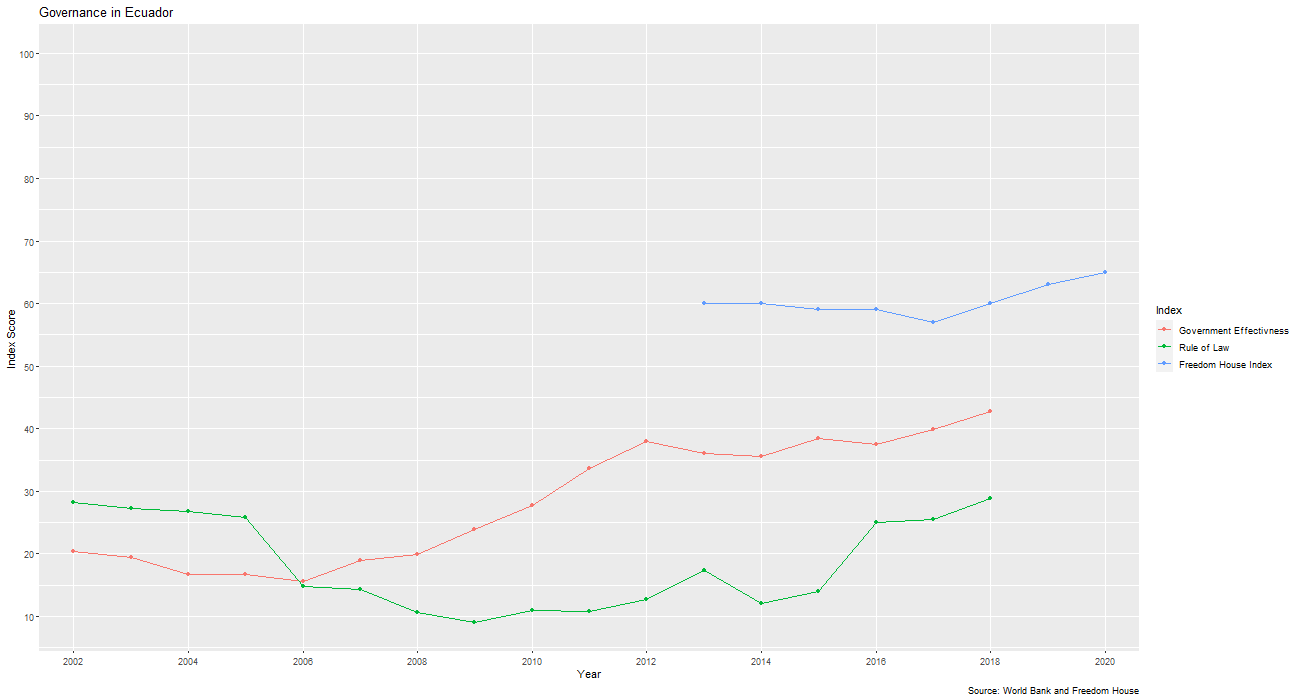 Governance in Ecuador
100
90
80
70
60
50
40
30
20
10
Index Score
2002 2004 2006 2008 2010 2012 2014 2016 2018 2020
Year
Index
Government Effectivness
Rule of Law
Freedom House Index
Source: World Bank and Freedom House